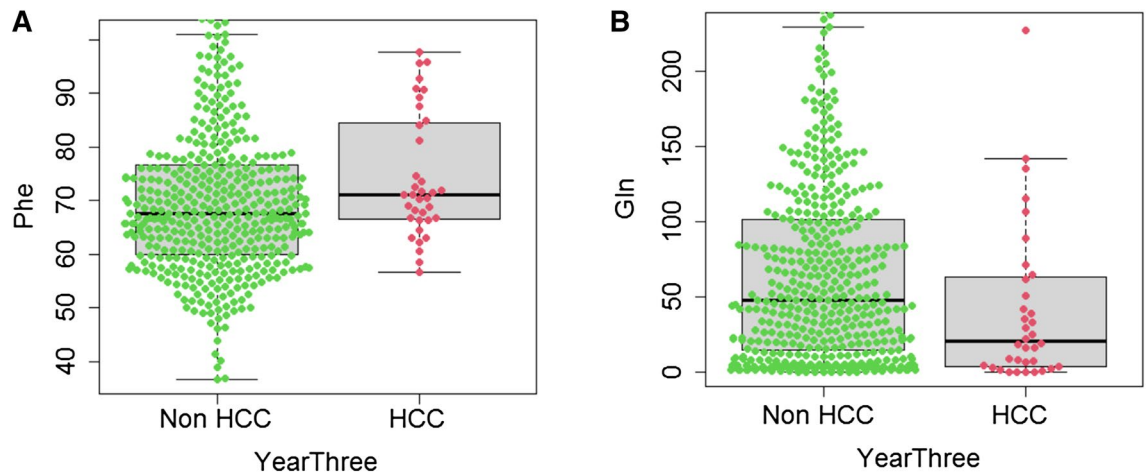 A
Phe
90
80
70
60
50
40
Non HCC
HCC
YearThree
B
Gln
200
150
100
50
0
Non HCC
HCC
YearThree